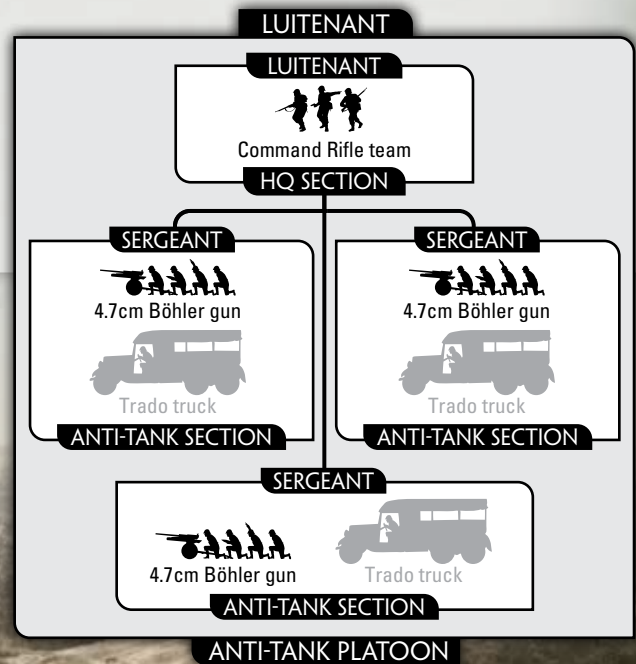 LUITENANT
LUITENANT
Command Rifle team
HQ SECTION
SERGEANT
4.7cm Böhler gun
Trado truck
ANTI-TANK SECTION
SERGEANT
4.7cm Böhler gun
Trado truck
ANTI-TANK SECTION
SERGEANT
4.7cm Böhler gun
Trado truck
ANTI-TANK SECTION
ANTI-TANK PLATOON